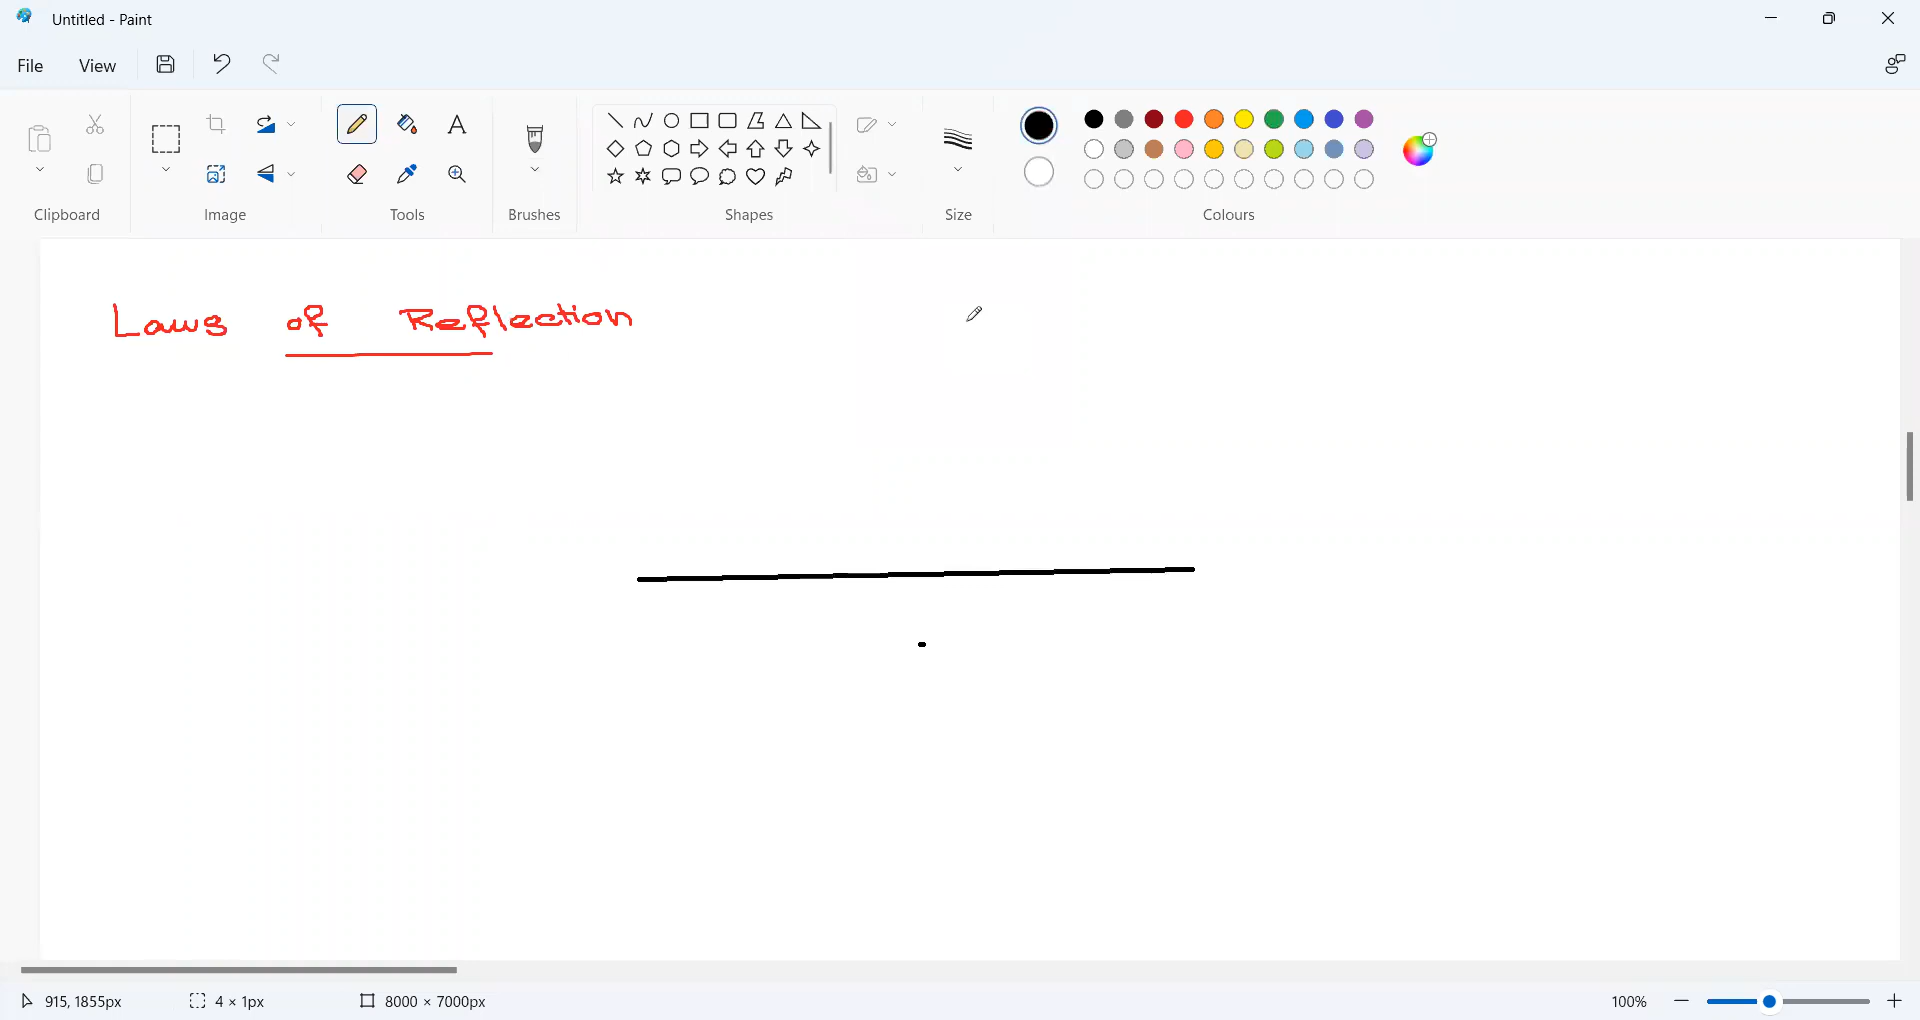 Untitled - Paint
File View
Clipboard
Image
Tools
Brushes
Shapes
Size
Colours
Laws of Reflection
915, 1855px 4 × 1px 8000 × 7000px 100%